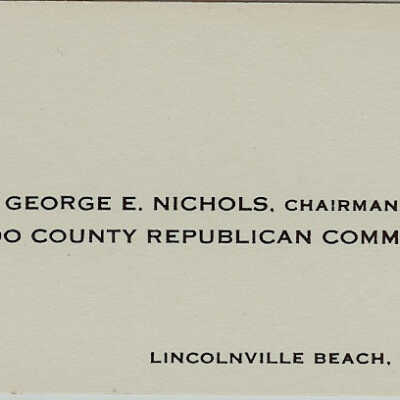 GEORGE E. NICHOLS, CHAIRMAN
DO COUNTY REPUBLICAN COMM
LINCOLNVILLE BEACH,